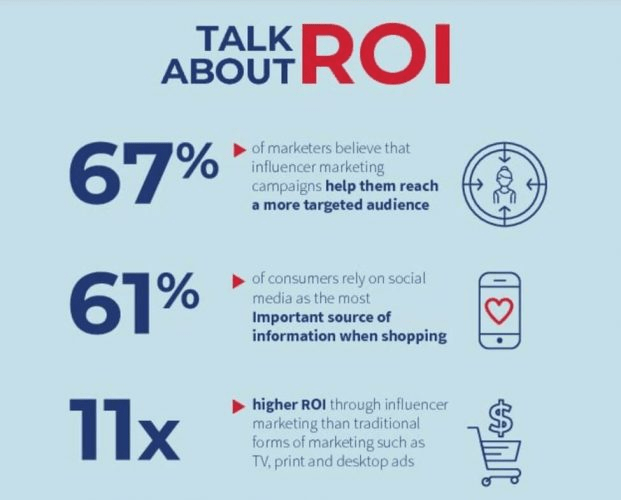 TALK
ABOUT ROI
67% of marketers believe that
influencer marketing
campaigns help them reach
a more targeted audience
61% of consumers rely on social
media as the most
Important source of
information when shopping
11x higher ROI through influencer
marketing than traditional
forms of marketing such as
TV, print and desktop ads
$